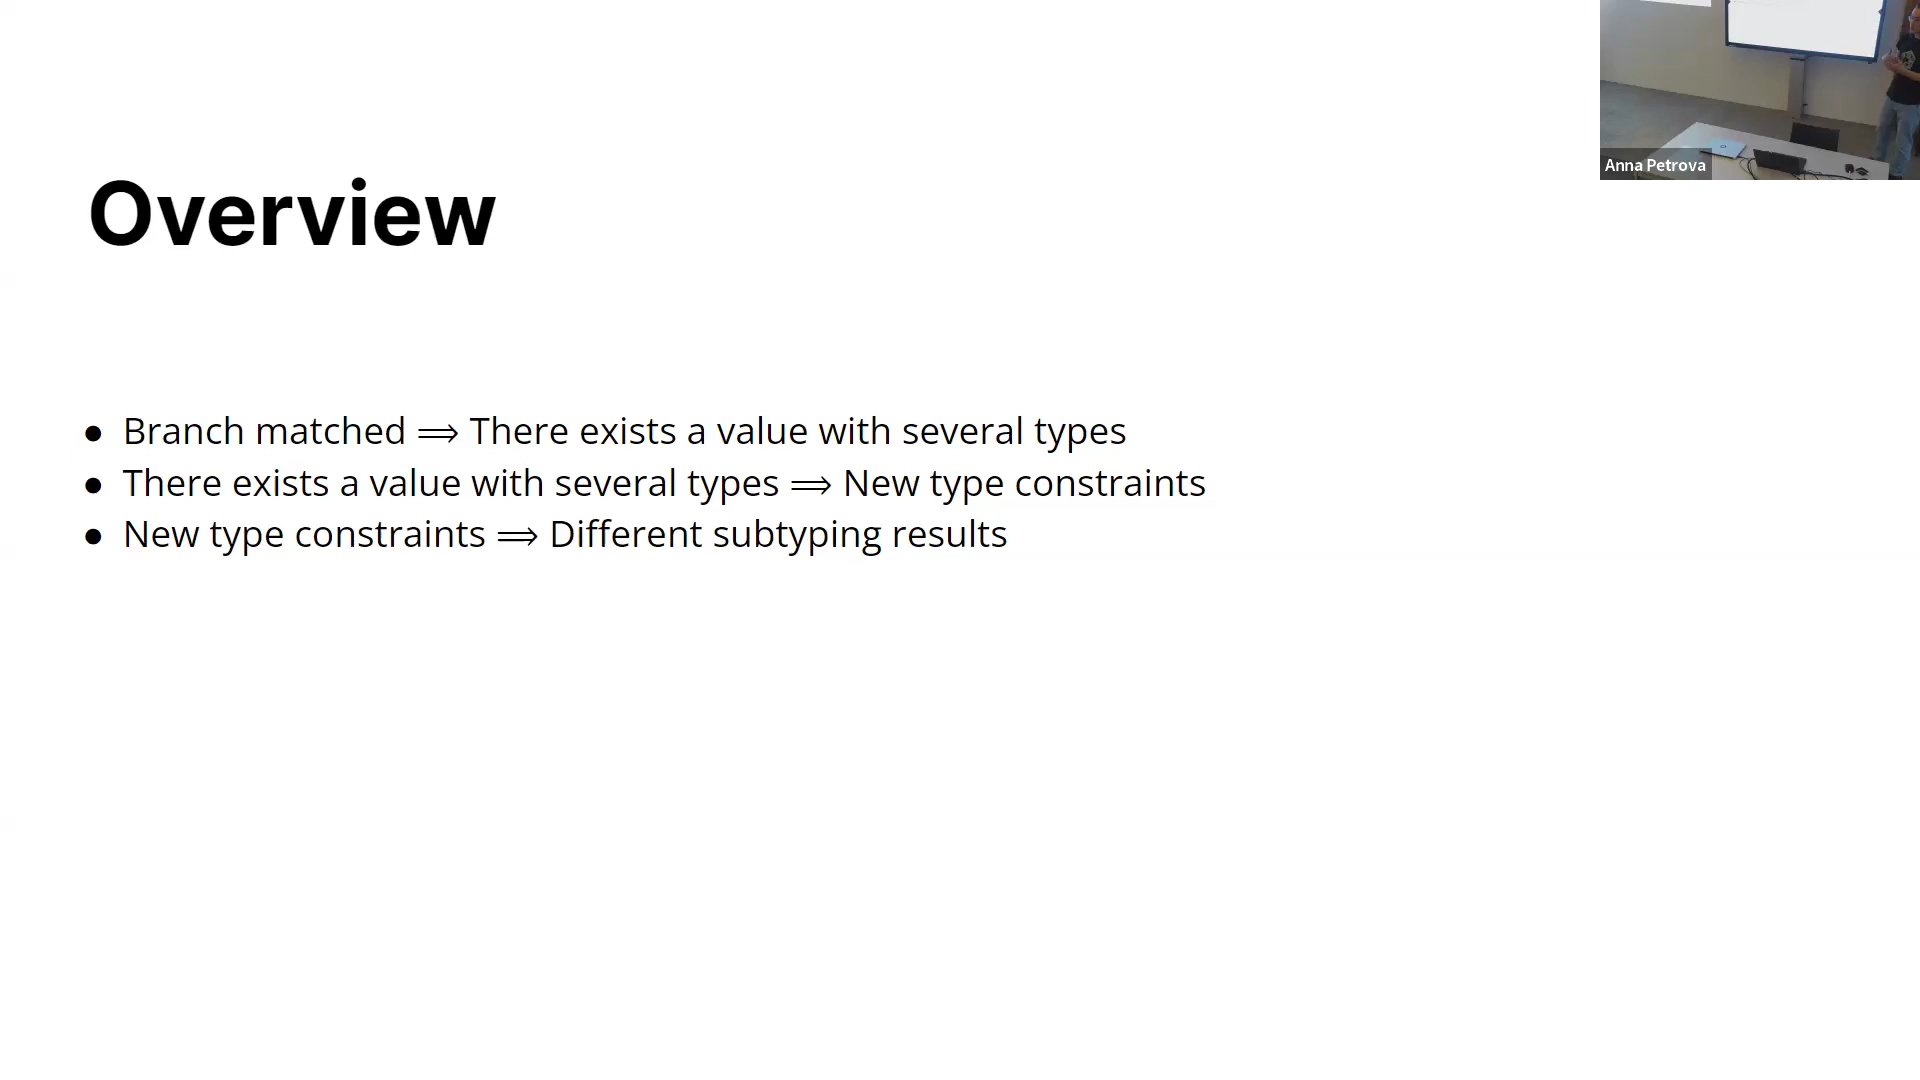 Anna Petrova
Overview
● Branch matched ⟹ There exists a value with several types
● There exists a value with several types ⟹ New type constraints
● New type constraints ⟹ Different subtyping results